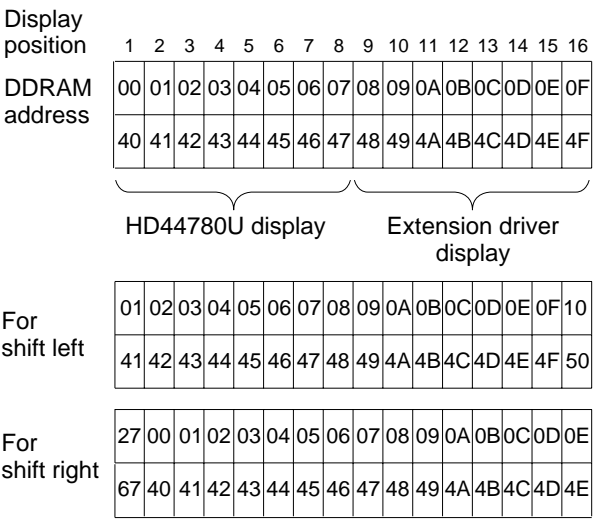 Display
position 1 2 3 4 5 6 7 8 9 10 11 12 13 14 15 16
DDRAM
address
00 01 02 03 04 05 06 07 08 09 0A 0B 0C 0D 0E 0F
40 41 42 43 44 45 46 47 48 49 4A 4B 4C 4D 4E 4F
HD44780U display
Extension driver
display
For
shift left
01 02 03 04 05 06 07 08 09 0A 0B 0C 0D 0E 0F 10
41 42 43 44 45 46 47 48 49 4A 4B 4C 4D 4E 4F 50
For
shift right
27 00 01 02 03 04 05 06 07 08 09 0A 0B 0C 0D 0E
67 40 41 42 43 44 45 46 47 48 49 4A 4B 4C 4D 4E